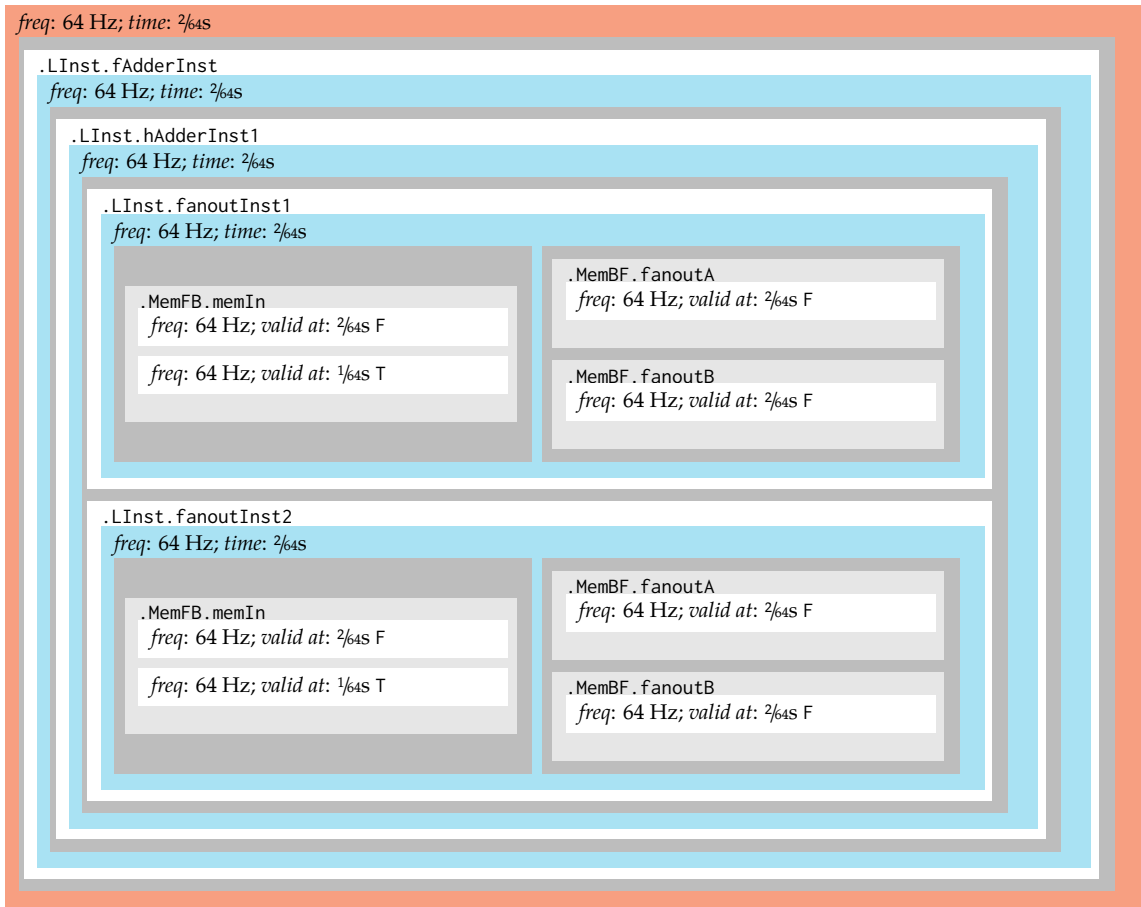 freq: 64 Hz; time: 2⁄64s
.LInst.fAdderInst
freq: 64 Hz; time: 2⁄64s
.LInst.hAdderInst1
freq: 64 Hz; time: 2⁄64s
.LInst.fanoutInst1
freq: 64 Hz; time: 2⁄64s
.MemFB.memIn
freq: 64 Hz; valid at: 2⁄64s F
freq: 64 Hz; valid at: 1⁄64s T
.MemBF.fanoutA
freq: 64 Hz; valid at: 2⁄64s F
.MemBF.fanoutB
freq: 64 Hz; valid at: 2⁄64s F
.LInst.fanoutInst2
freq: 64 Hz; time: 2⁄64s
.MemFB.memIn
freq: 64 Hz; valid at: 2⁄64s F
freq: 64 Hz; valid at: 1⁄64s T
.MemBF.fanoutA
freq: 64 Hz; valid at: 2⁄64s F
.MemBF.fanoutB
freq: 64 Hz; valid at: 2⁄64s F